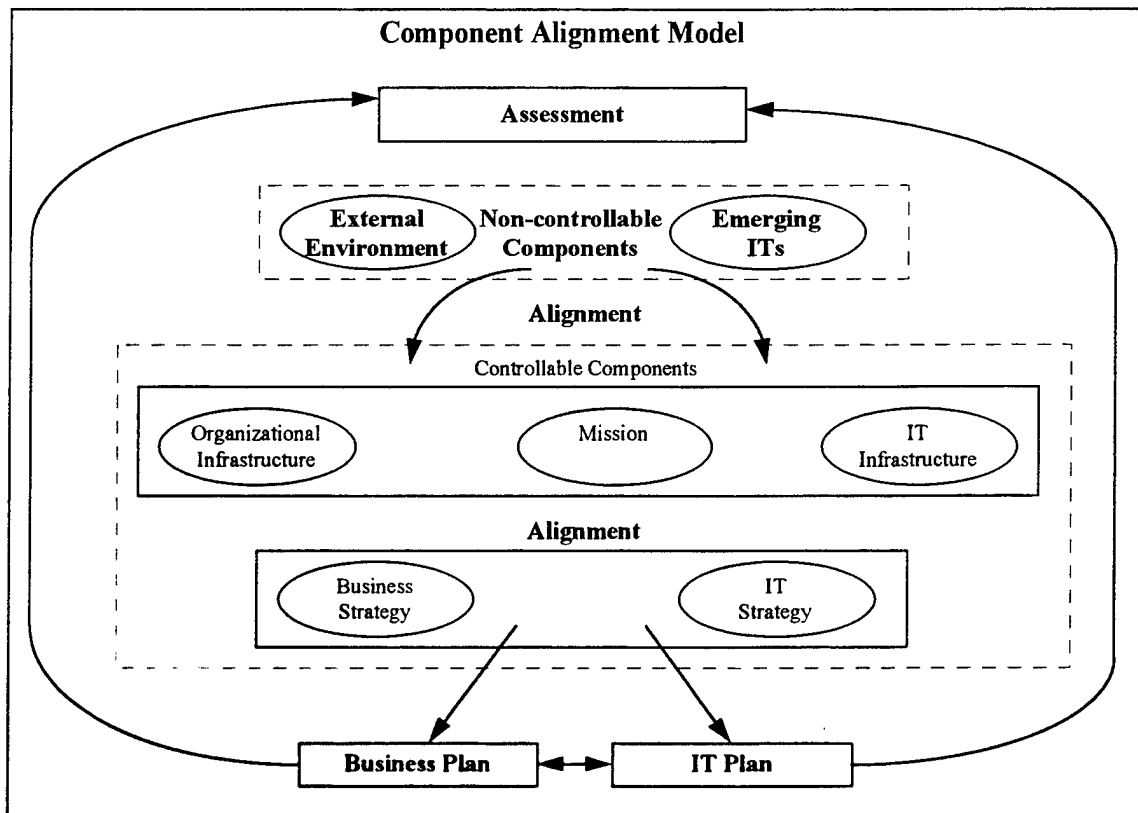 Component Alignment Model
Assessment
External
Environment
Non-controllable
Components
Emerging
ITs
Alignment
Controllable Components
Organizational
Infrastructure
Mission
IT
Infrastructure
Alignment
Business
Strategy
IT
Strategy
Business Plan
IT Plan